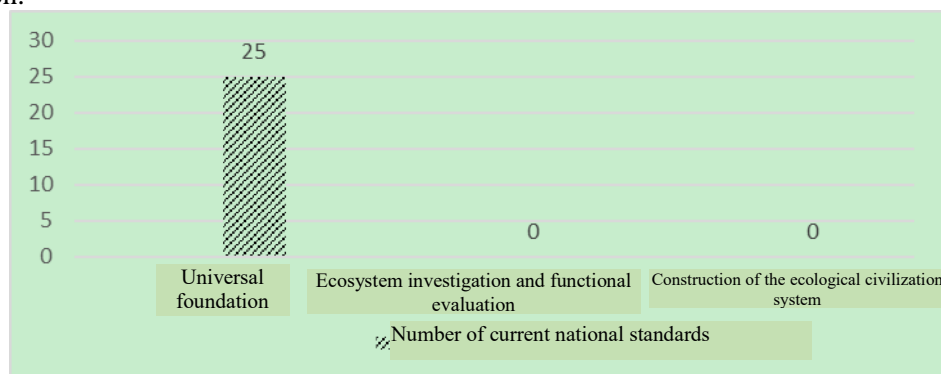 30
25
25
20
15
10
5
0
0
0
Universal
foundation
Ecosystem investigation and functional
evaluation
Construction of the ecological civilization
system
Number of current national standards